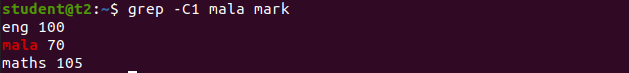 student@t2:~$ grep -C1 mala mark
eng 100
mala 70
maths 105